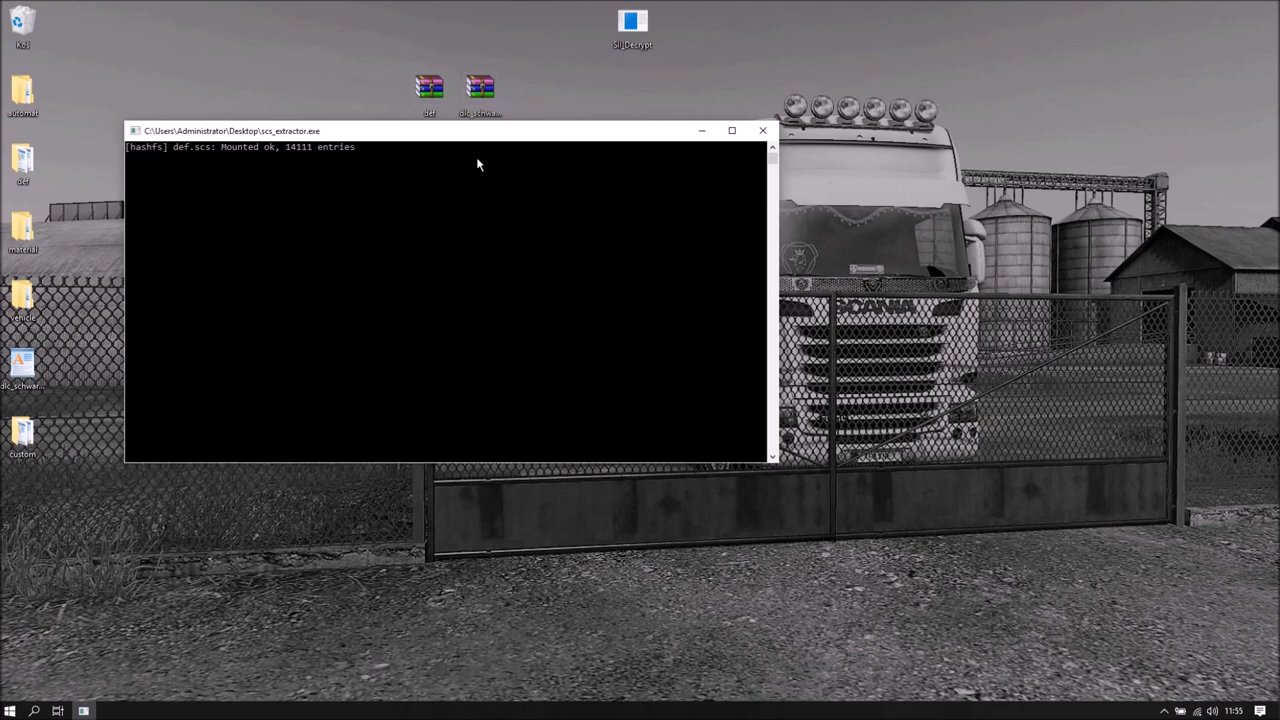 Koš
SII_Decrypt
automat
def
dlc_schwa...
C:\Users\Administrator\Desktop\scs_extractor.exe
[hashfs] def.scs: Mounted ok, 14111 entries
def
material
vehicle
dlc_schwar...
custom
SCANIA
11:55